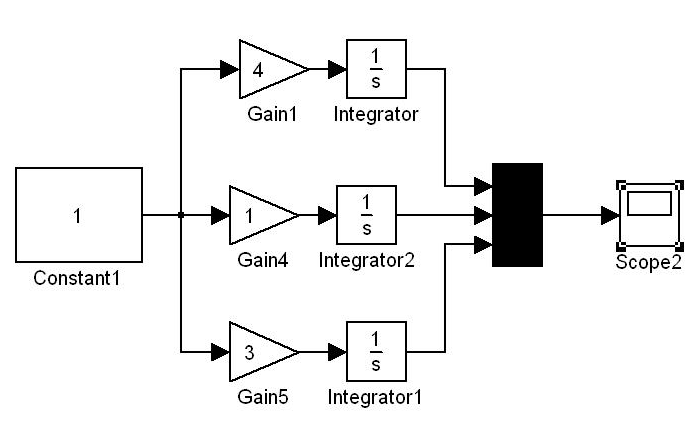 4
1
s
Gain1
Integrator
1
Constant1
1
1
s
Gain4
Integrator2
Scope2
3
1
s
Gain5
Integrator1